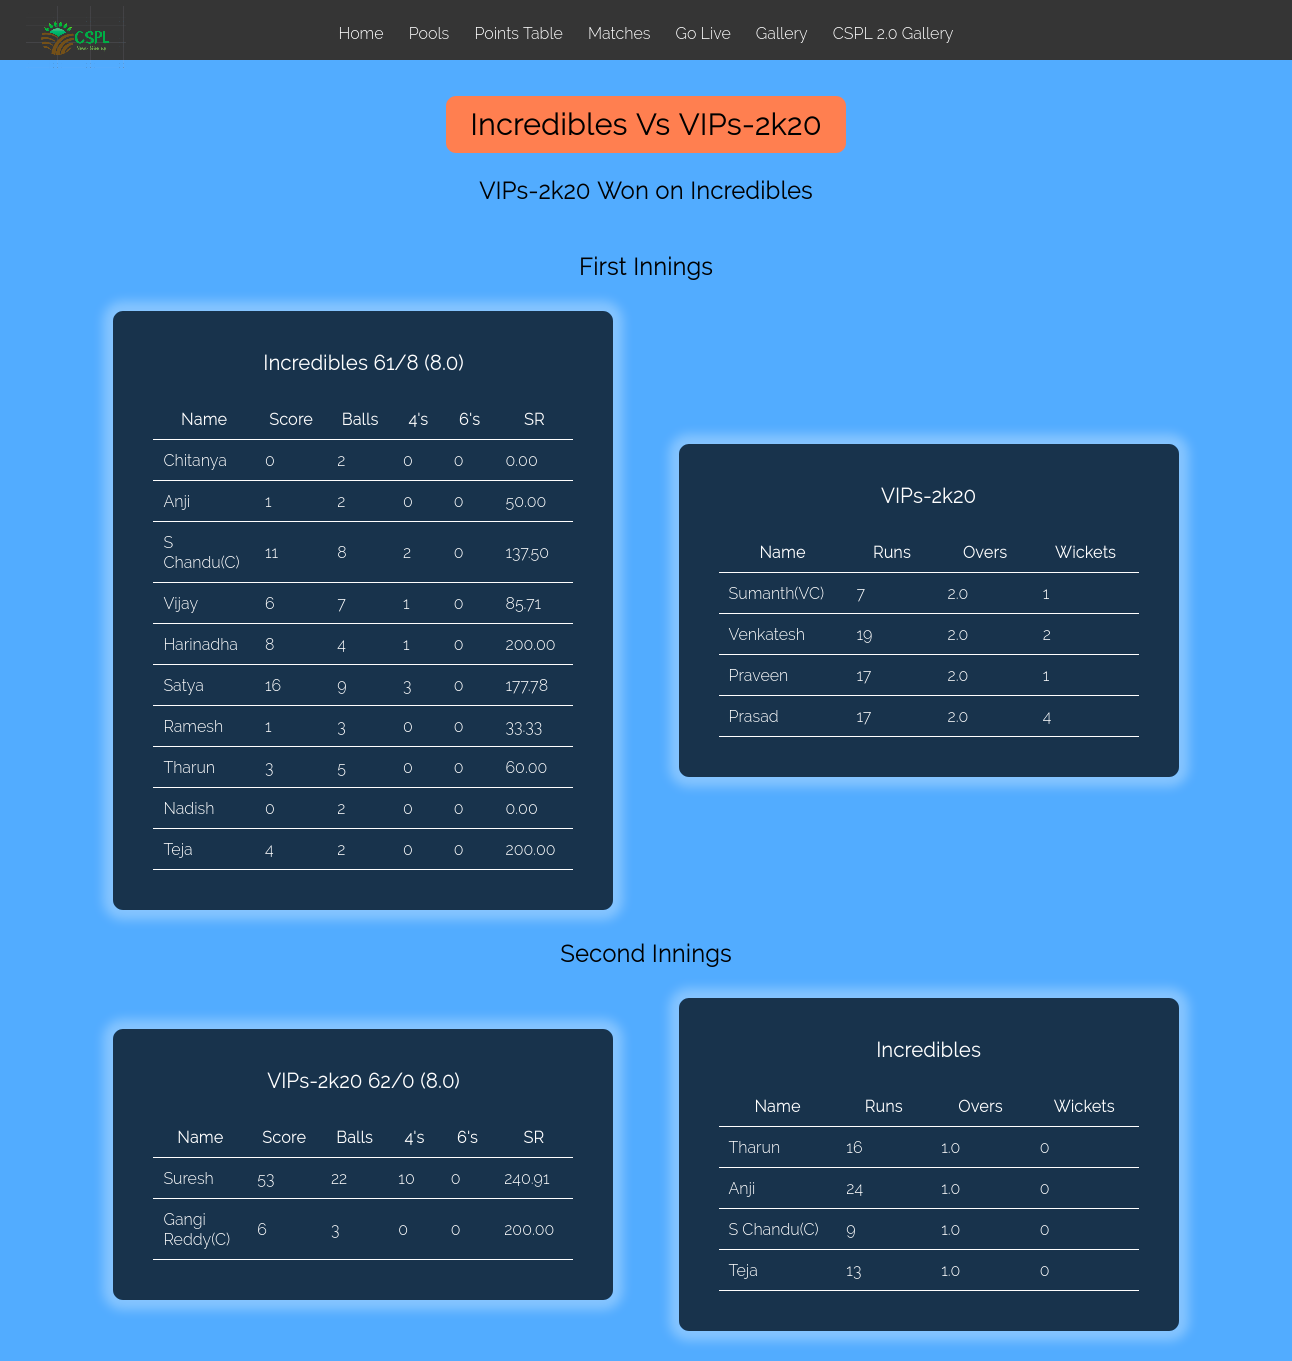 CSPL
Home Pools Points Table Matches Go Live Gallery CSPL 2.0 Gallery
Incredibles Vs VIPs-2k20
VIPs-2k20 Won on Incredibles
First Innings
Incredibles 61/8 (8.0)
Name Score Balls 4's 6's SR
Chitanya 0 2 0 0 0.00
Anji 1 2 0 0 50.00
S
Chandu(C) 11 8 2 0 137.50
Vijay 6 7 1 0 85.71
Harinadha 8 4 1 0 200.00
Satya 16 9 3 0 177.78
Ramesh 1 3 0 0 33.33
Tharun 3 5 0 0 60.00
Nadish 0 2 0 0 0.00
Teja 4 2 0 0 200.00
VIPs-2k20
Name Runs Overs Wickets
Sumanth(VC) 7 2.0 1
Venkatesh 19 2.0 2
Praveen 17 2.0 1
Prasad 17 2.0 4
Second Innings
VIPs-2k20 62/0 (8.0)
Name Score Balls 4's 6's SR
Suresh 53 22 10 0 240.91
Gangi
Reddy(C) 6 3 0 0 200.00
Incredibles
Name Runs Overs Wickets
Tharun 16 1.0 0
Anji 24 1.0 0
S Chandu(C) 9 1.0 0
Teja 13 1.0 0